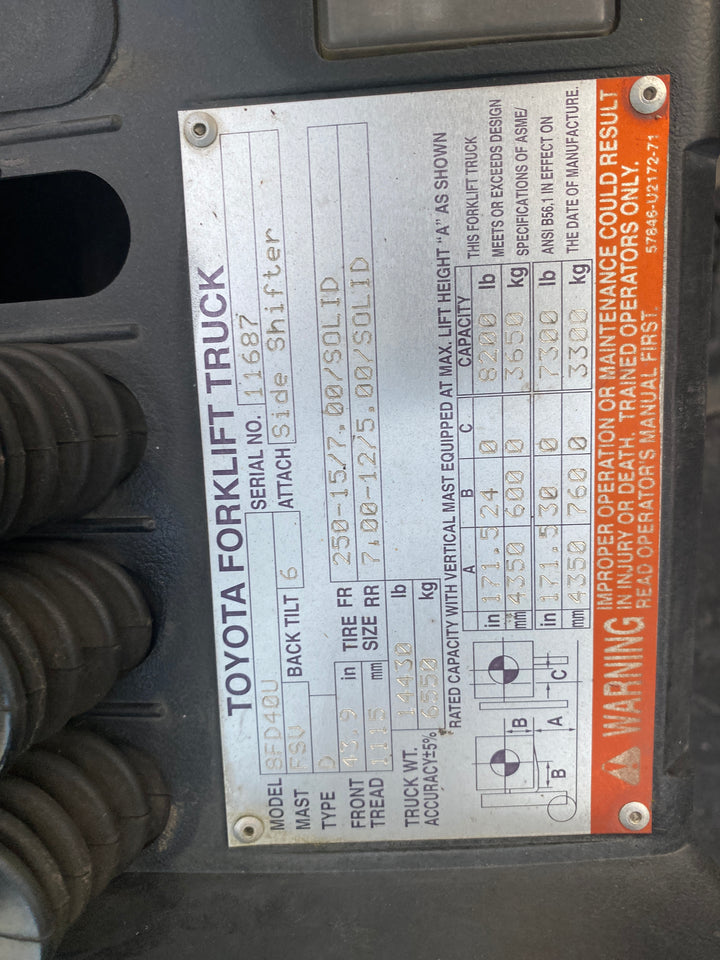 TOYOTA FORKLIFT TRUCK
MODEL 8FD40U SERIAL NO. 11687
MAST FSV BACK TILT 6 ATTACH Side Shifter
TYPE D
FRONT TREAD 43.9 in 1115 mm
TIRE SIZE FR 250-15/7.00/SOLID
RR 7.00-12/5.00/SOLID
TRUCK WT. 14430 lb
ACCURACY±5% 6550 kg
RATED CAPACITY WITH VERTICAL MAST EQUIPPED AT MAX. LIFT HEIGHT "A" AS SHOWN
A B C CAPACITY
in 171.5 24 0 8200 lb
mm 4350 600 0 3650 kg
in 171.5 30 0 7300 lb
mm 4350 760 0 3300 kg
THIS FORKLIFT TRUCK
MEETS OR EXCEEDS DESIGN
SPECIFICATIONS OF ASME/
ANSI B56.1 IN EFFECT ON
THE DATE OF MANUFACTURE.
B A B C
WARNING
IMPROPER OPERATION OR MAINTENANCE COULD RESULT
IN INJURY OR DEATH. TRAINED OPERATORS ONLY.
READ OPERATOR'S MANUAL FIRST.
57846-U2172-71